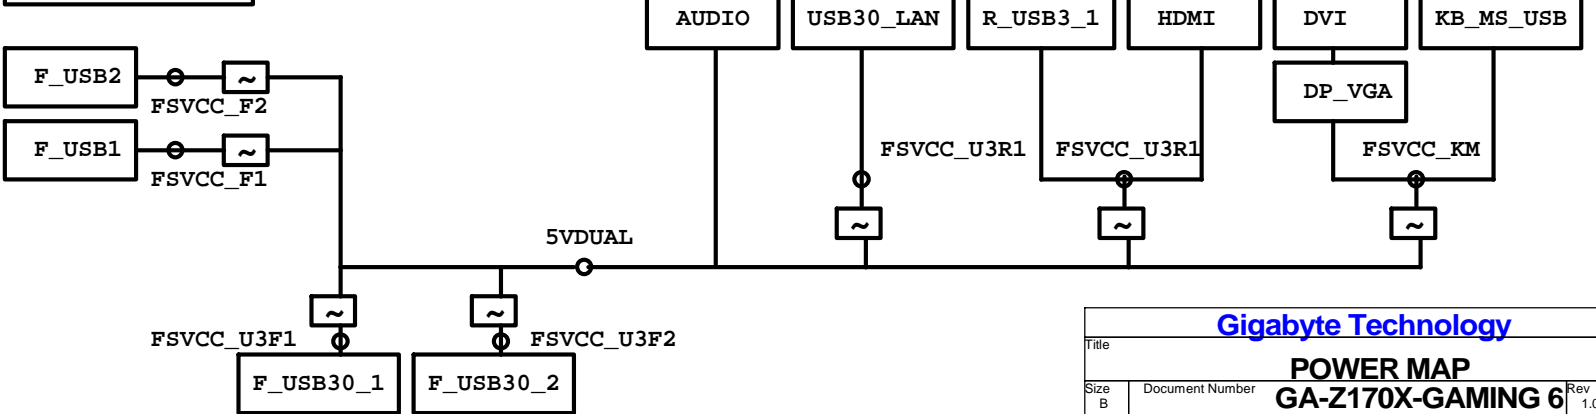 AUDIO
USB30_LAN
R_USB3_1
HDMI
DVI
KB_MS_USB
F_USB2
~
FSVCC_F2
DP_VGA
F_USB1
~
FSVCC_F1
FSVCC_U3R1
FSVCC_U3R1
FSVCC_KM
~
~
~
5VDUAL
~
~
FSVCC_U3F1
FSVCC_U3F2
F_USB30_1
F_USB30_2
Gigabyte Technology
Title
POWER MAP
Size
B
Document Number
GA-Z170X-GAMING 6
Rev